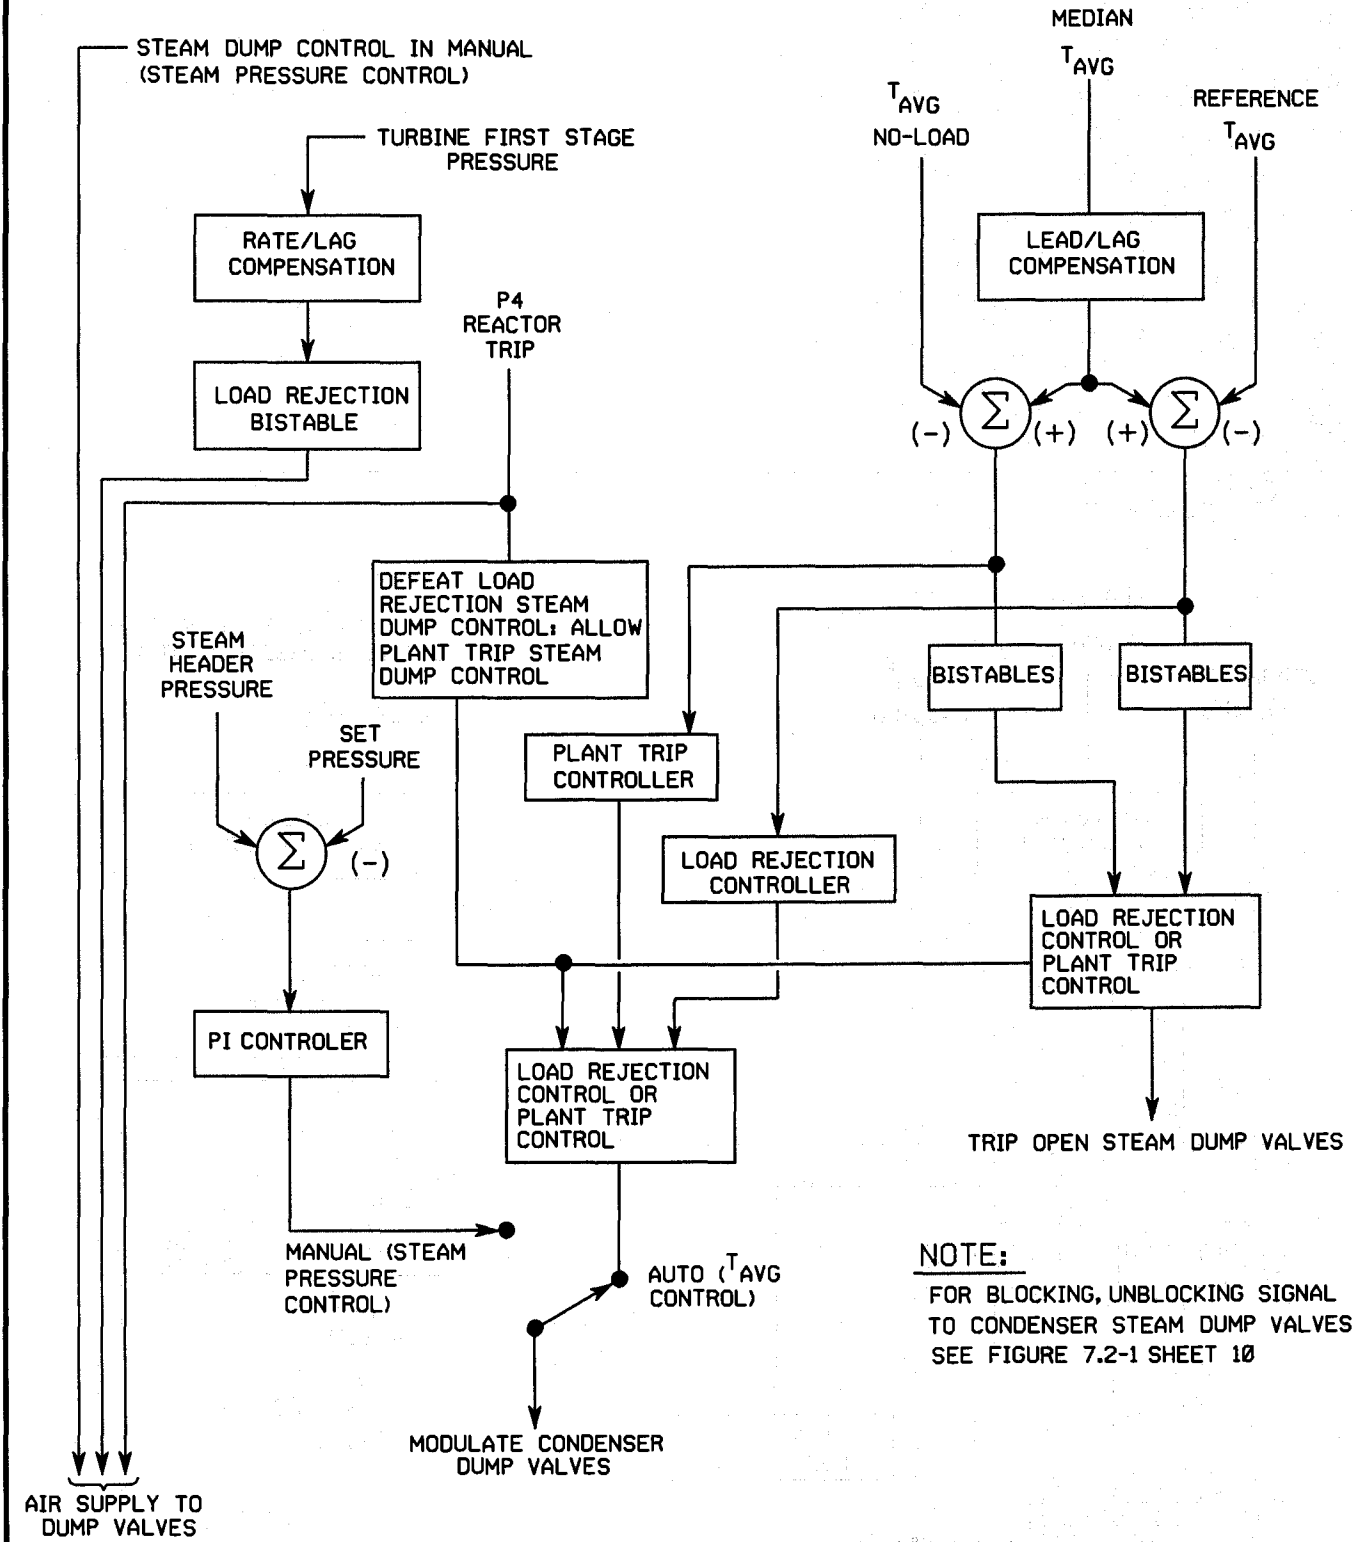 MEDIAN
TAVG
STEAM DUMP CONTROL IN MANUAL
(STEAM PRESSURE CONTROL)
TAVG
NO-LOAD
REFERENCE
TAVG
TURBINE FIRST STAGE
PRESSURE
RATE/LAG
COMPENSATION
LEAD/LAG
COMPENSATION
P4
REACTOR
TRIP
LOAD REJECTION
BISTABLE
Σ
Σ
(-)
(+)
(+)
(-)
DEFEAT LOAD
REJECTION STEAM
DUMP CONTROL: ALLOW
PLANT TRIP STEAM
DUMP CONTROL
STEAM
HEADER
PRESSURE
BISTABLES
BISTABLES
SET
PRESSURE
PLANT TRIP
CONTROLLER
Σ
(-)
LOAD REJECTION
CONTROLLER
LOAD REJECTION
CONTROL OR
PLANT TRIP
CONTROL
PI CONTROLER
LOAD REJECTION
CONTROL OR
PLANT TRIP
CONTROL
TRIP OPEN STEAM DUMP VALVES
MANUAL (STEAM
PRESSURE
CONTROL)
AUTO (TAVG
CONTROL)
NOTE:
FOR BLOCKING, UNBLOCKING SIGNAL
TO CONDENSER STEAM DUMP VALVES
SEE FIGURE 7.2-1 SHEET 10
MODULATE CONDENSER
DUMP VALVES
AIR SUPPLY TO
DUMP VALVES